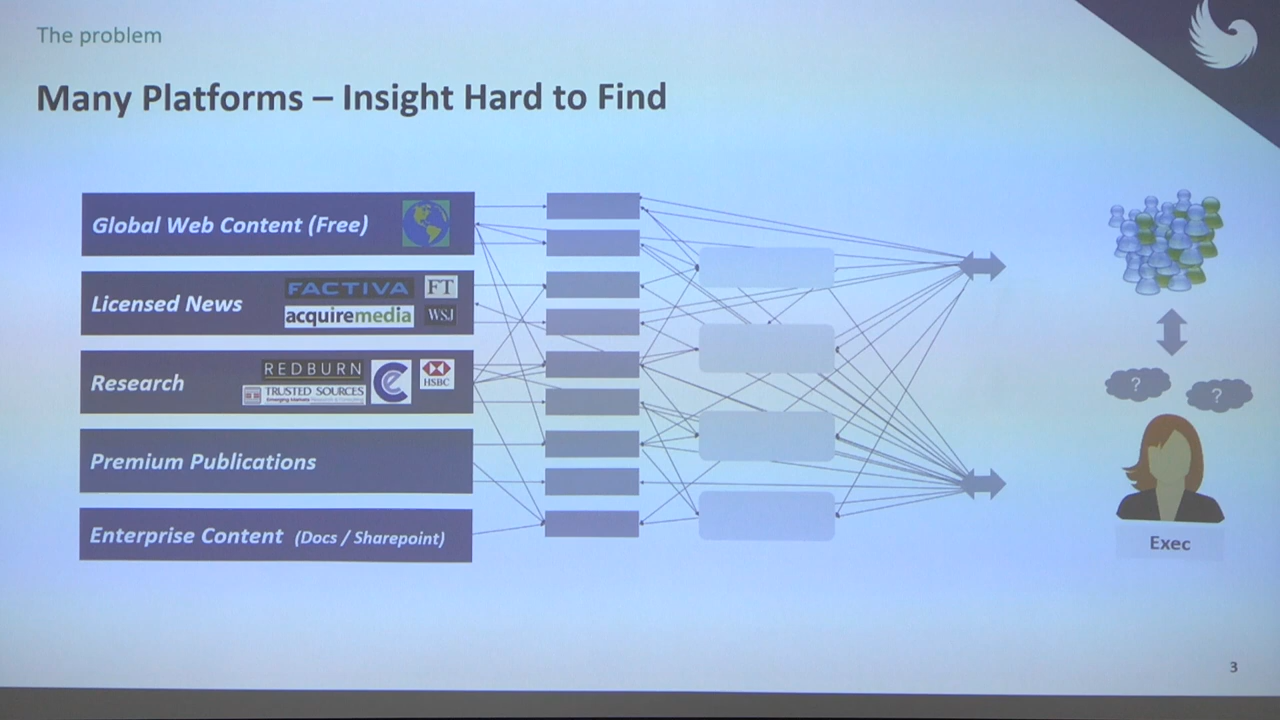 The problem
Many Platforms – Insight Hard to Find
Global Web Content (Free)
Licensed News
FACTIVA
FT
acquiremedia
WSJ
Research
REDBURN
HSBC
TRUSTED SOURCES
Premium Publications
Enterprise Content (Docs / Sharepoint)
?
?
Exec
3